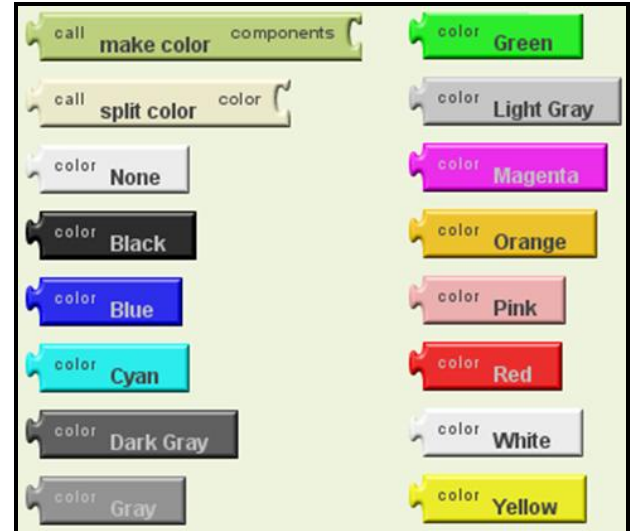 call make color components
call split color color
color None
color Black
color Blue
color Cyan
color Dark Gray
color Gray
color Green
color Light Gray
color Magenta
color Orange
color Pink
color Red
color White
color Yellow